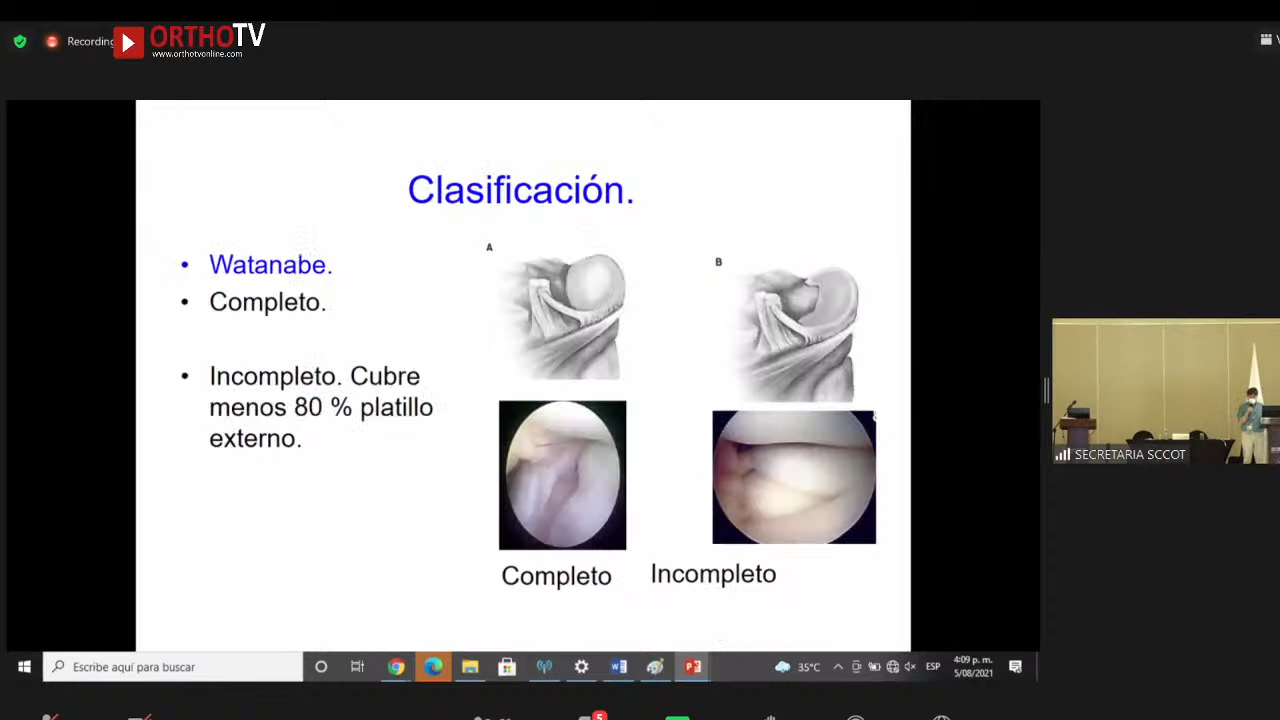 Recording
ORTHOTV
www.orthotvonline.com
Clasificación.
A
B
• Watanabe.
• Completo.
• Incompleto. Cubre
menos 80 % platillo
externo.
Completo
Incompleto
SECRETARIA SCCOT
Escribe aquí para buscar
35°C
ESP
4:09 p. m.
5/08/2021
5